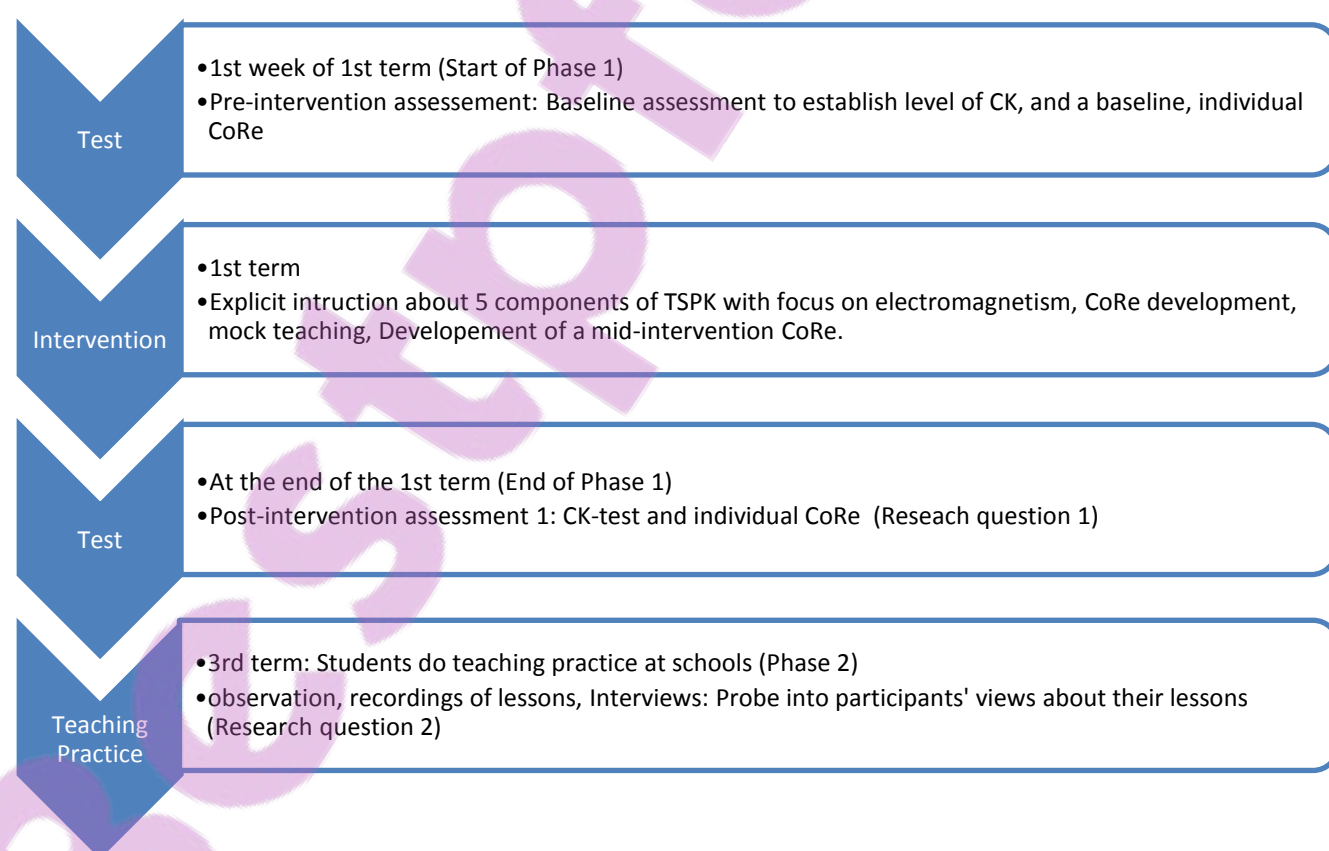 Test
•1st week of 1st term (Start of Phase 1)
•Pre-intervention assessement: Baseline assessment to establish level of CK, and a baseline, individual
CoRe
Intervention
•1st term
•Explicit intruction about 5 components of TSPK with focus on electromagnetism, CoRe development,
mock teaching, Developement of a mid-intervention CoRe.
Test
•At the end of the 1st term (End of Phase 1)
•Post-intervention assessment 1: CK-test and individual CoRe (Reseach question 1)
Teaching
Practice
•3rd term: Students do teaching practice at schools (Phase 2)
•observation, recordings of lessons, Interviews: Probe into participants' views about their lessons
(Research question 2)